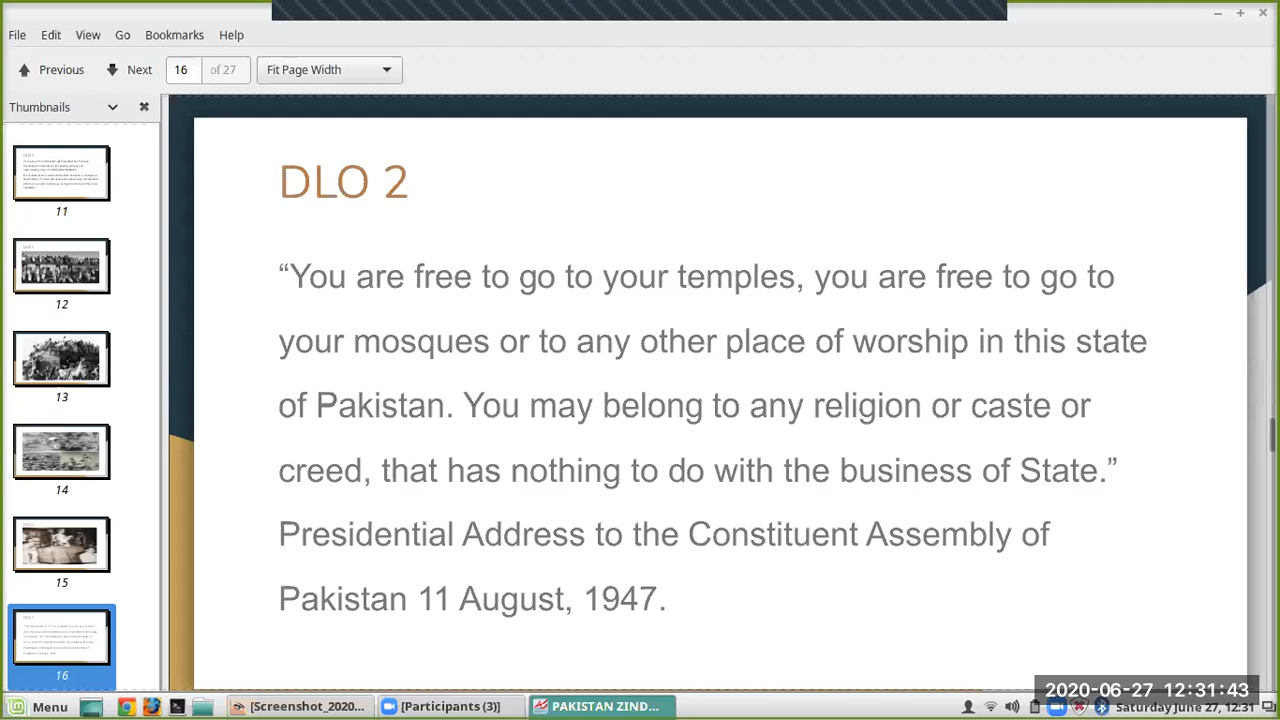 File Edit View Go Bookmarks Help
Previous Next 16 of 27 Fit Page Width
Thumbnails
11
12
13
14
15
16
DLO 2
“You are free to go to your temples, you are free to go to
your mosques or to any other place of worship in this state
of Pakistan. You may belong to any religion or caste or
creed, that has nothing to do with the business of State.”
Presidential Address to the Constituent Assembly of
Pakistan 11 August, 1947.
2020-06-27 12:31:43
Menu [Screenshot_2020... [Participants (3)] PAKISTAN ZIND... Saturday June 27, 12:31